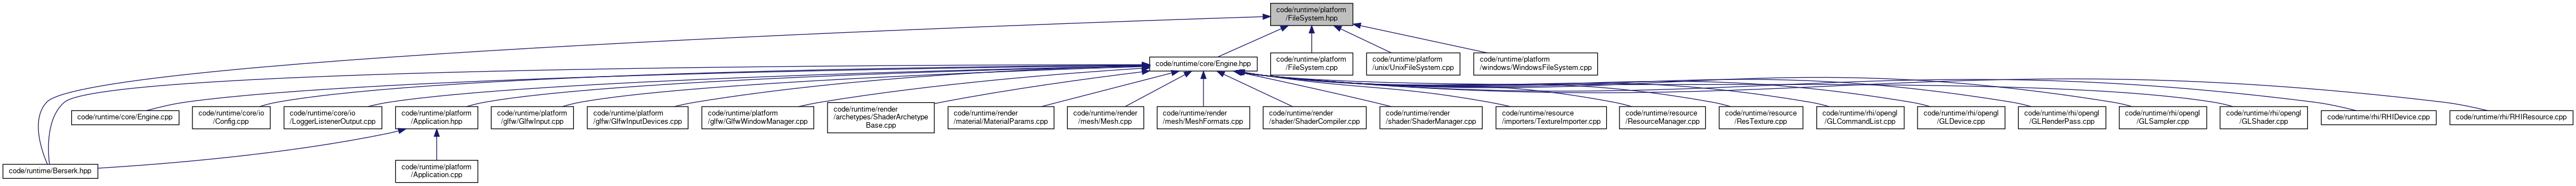 code/runtime/platform
/FileSystem.hpp
code/runtime/core/Engine.hpp
code/runtime/platform
/FileSystem.cpp
code/runtime/platform
/unix/UnixFileSystem.cpp
code/runtime/platform
/windows/WindowsFileSystem.cpp
code/runtime/core/Engine.cpp
code/runtime/core/io
/Config.cpp
code/runtime/core/io
/LoggerListenerOutput.cpp
code/runtime/platform
/Application.hpp
code/runtime/platform
/glfw/GlfwInput.cpp
code/runtime/platform
/glfw/GlfwInputDevices.cpp
code/runtime/platform
/glfw/GlfwWindowManager.cpp
code/runtime/render
/archetypes/ShaderArchetype
Base.cpp
code/runtime/render
/material/MaterialParams.cpp
code/runtime/render
/mesh/Mesh.cpp
code/runtime/render
/mesh/MeshFormats.cpp
code/runtime/render
/shader/ShaderCompiler.cpp
code/runtime/render
/shader/ShaderManager.cpp
code/runtime/resource
/importers/TextureImporter.cpp
code/runtime/resource
/ResourceManager.cpp
code/runtime/resource
/ResTexture.cpp
code/runtime/rhi/opengl
/GLCommandList.cpp
code/runtime/rhi/opengl
/GLDevice.cpp
code/runtime/rhi/opengl
/GLRenderPass.cpp
code/runtime/rhi/opengl
/GLSampler.cpp
code/runtime/rhi/opengl
/GLShader.cpp
code/runtime/rhi/RHIDevice.cpp
code/runtime/rhi/RHIResource.cpp
code/runtime/Berserk.hpp
code/runtime/platform
/Application.cpp